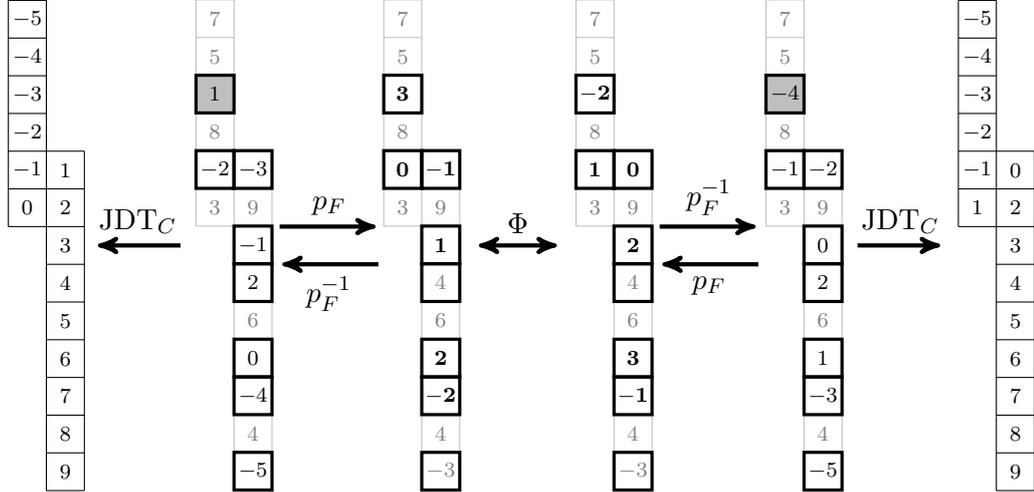 −5 7 7 7 7 −5
−4 5 5 5 5 −4
−3 1 3 −2 −4 −3
−2 8 8 8 8 −2
−1 1 −2 −3 0 −1 1 0 −1 −2 −1 0
0 2 3 9 3 9 3 9 3 9 1 2
JDT_C p_F Φ p_F^{-1} JDT_C
3 −1 1 2 0 3
p_F^{-1} p_F
4 2 4 4 2 4
5 6 6 6 6 5
6 0 2 3 1 6
7 −4 −2 −1 −3 7
8 4 4 4 4 8
9 −5 −3 −3 −5 9